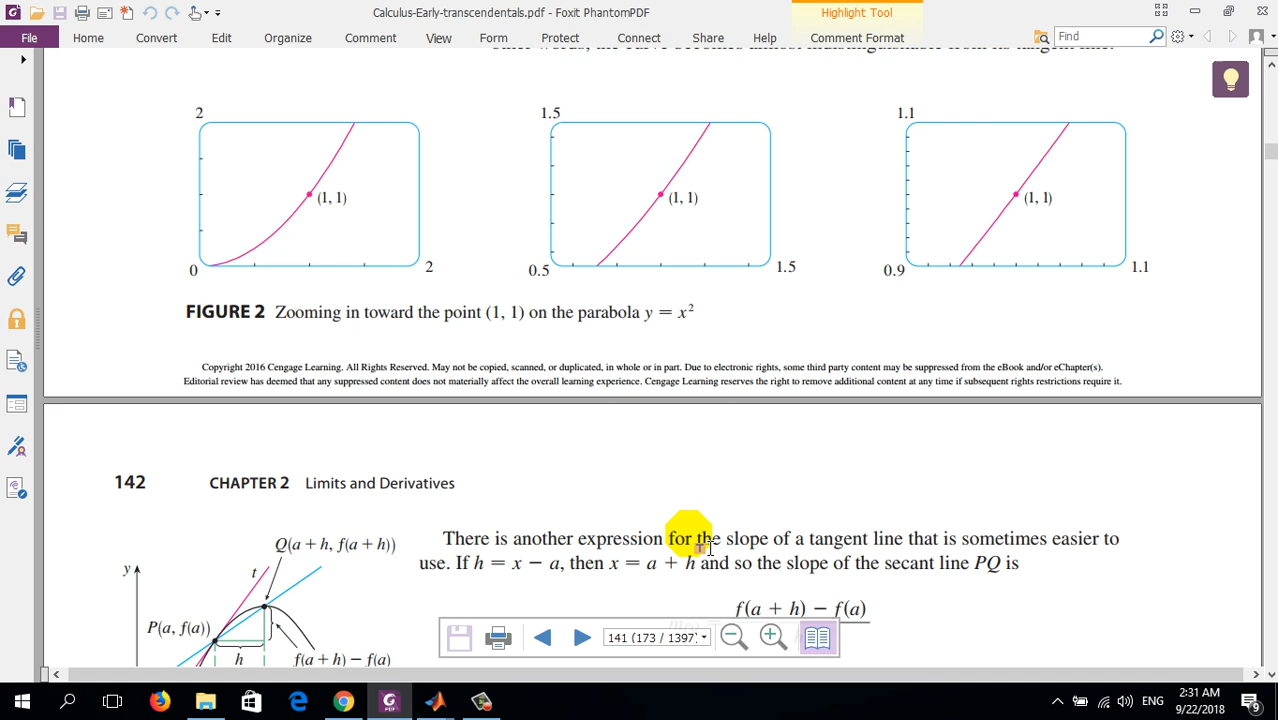 Calculus-Early-transcendentals.pdf - Foxit PhantomPDF
Highlight Tool
File Home Convert Edit Organize Comment View Form Protect Connect Share Help Comment Format Find
2
1.5
1.1
(1, 1)
(1, 1)
(1, 1)
0
2
0.5
1.5
0.9
1.1
FIGURE 2 Zooming in toward the point (1, 1) on the parabola y = x²
Copyright 2016 Cengage Learning. All Rights Reserved. May not be copied, scanned, or duplicated, in whole or in part. Due to electronic rights, some third party content may be suppressed from the eBook and/or eChapter(s).
Editorial review has deemed that any suppressed content does not materially affect the overall learning experience. Cengage Learning reserves the right to remove additional content at any time if subsequent rights restrictions require it.
142 CHAPTER 2 Limits and Derivatives
There is another expression for the slope of a tangent line that is sometimes easier to
use. If h = x − a, then x = a + h and so the slope of the secant line PQ is
f(a + h) − f(a)
Q(a + h, f(a + h))
y
t
P(a, f(a))
h
f(a + h) − f(a)
141 (173 / 1397)
ENG
2:31 AM
9/22/2018
9